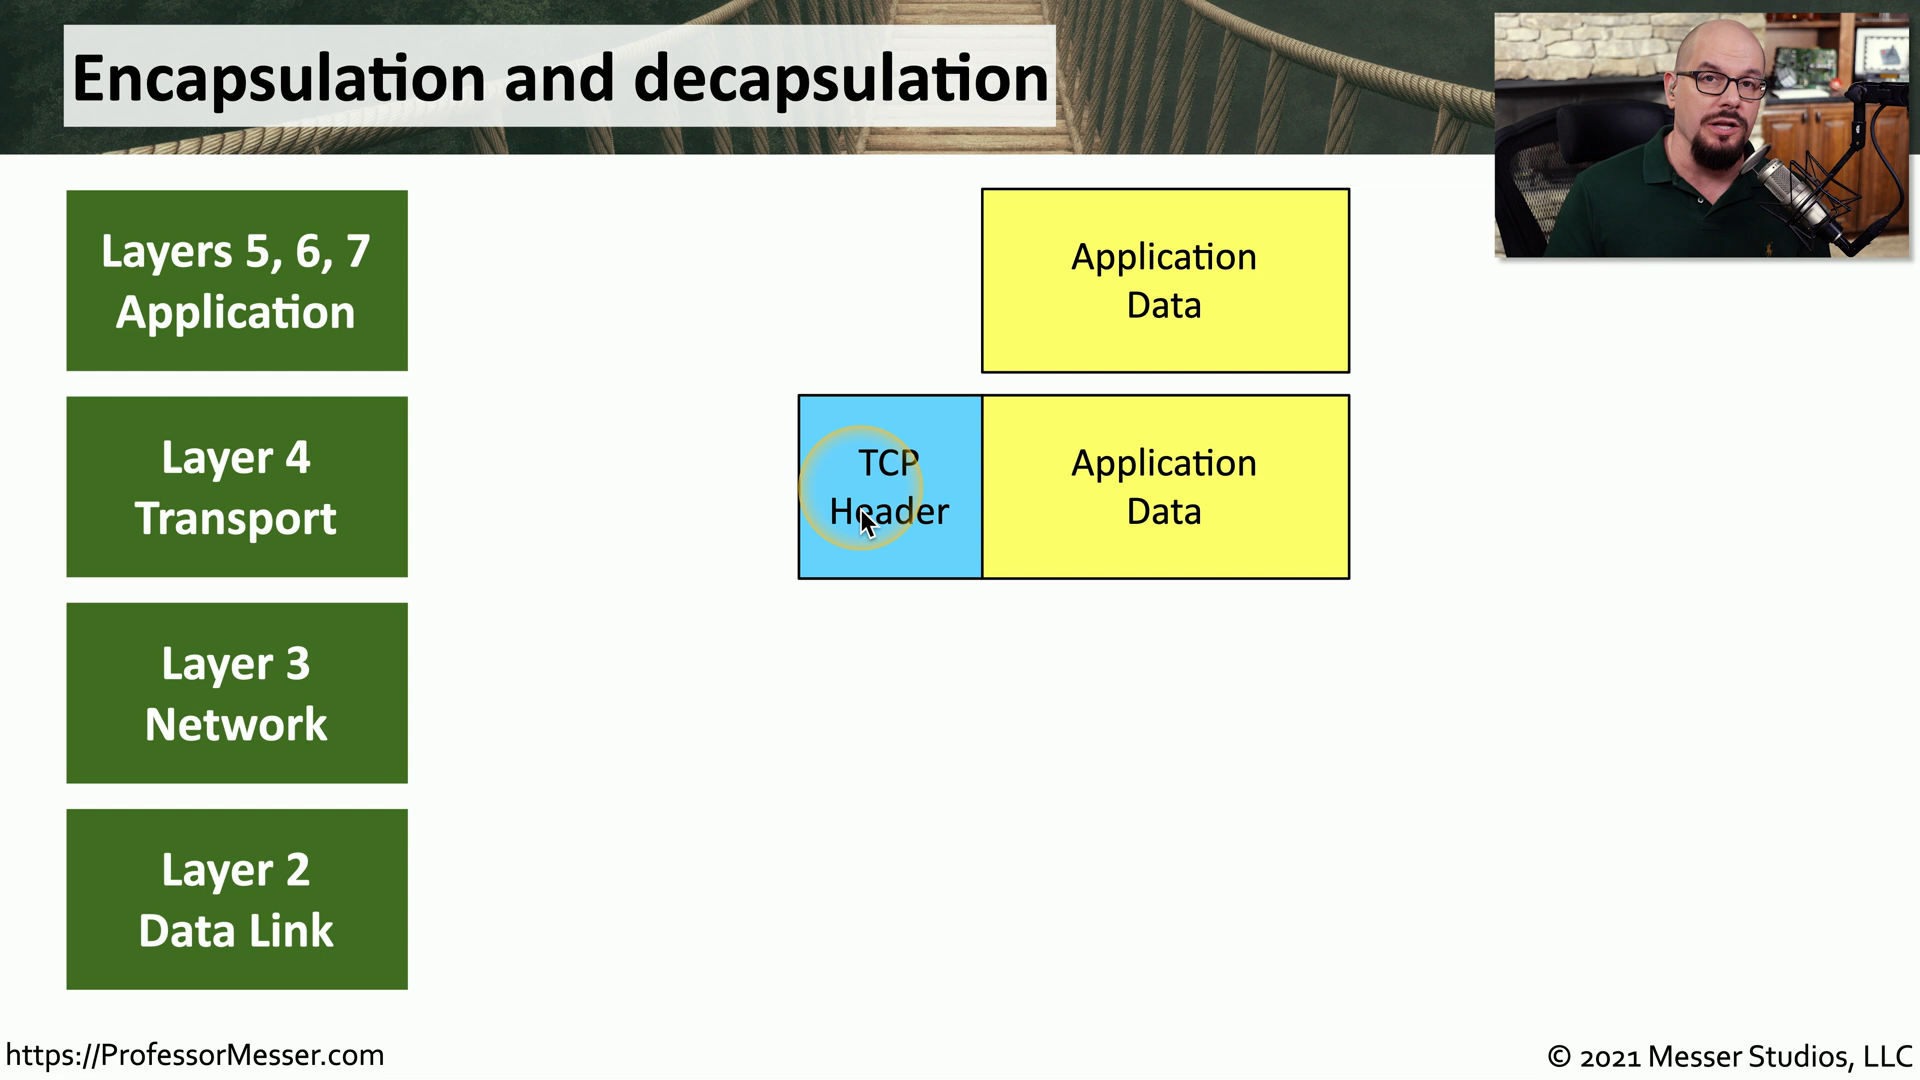 Encapsulation and decapsulation
Layers 5, 6, 7
Application
Application
Data
Layer 4
Transport
TCP
Header
Application
Data
Layer 3
Network
Layer 2
Data Link
https://ProfessorMesser.com
© 2021 Messer Studios, LLC